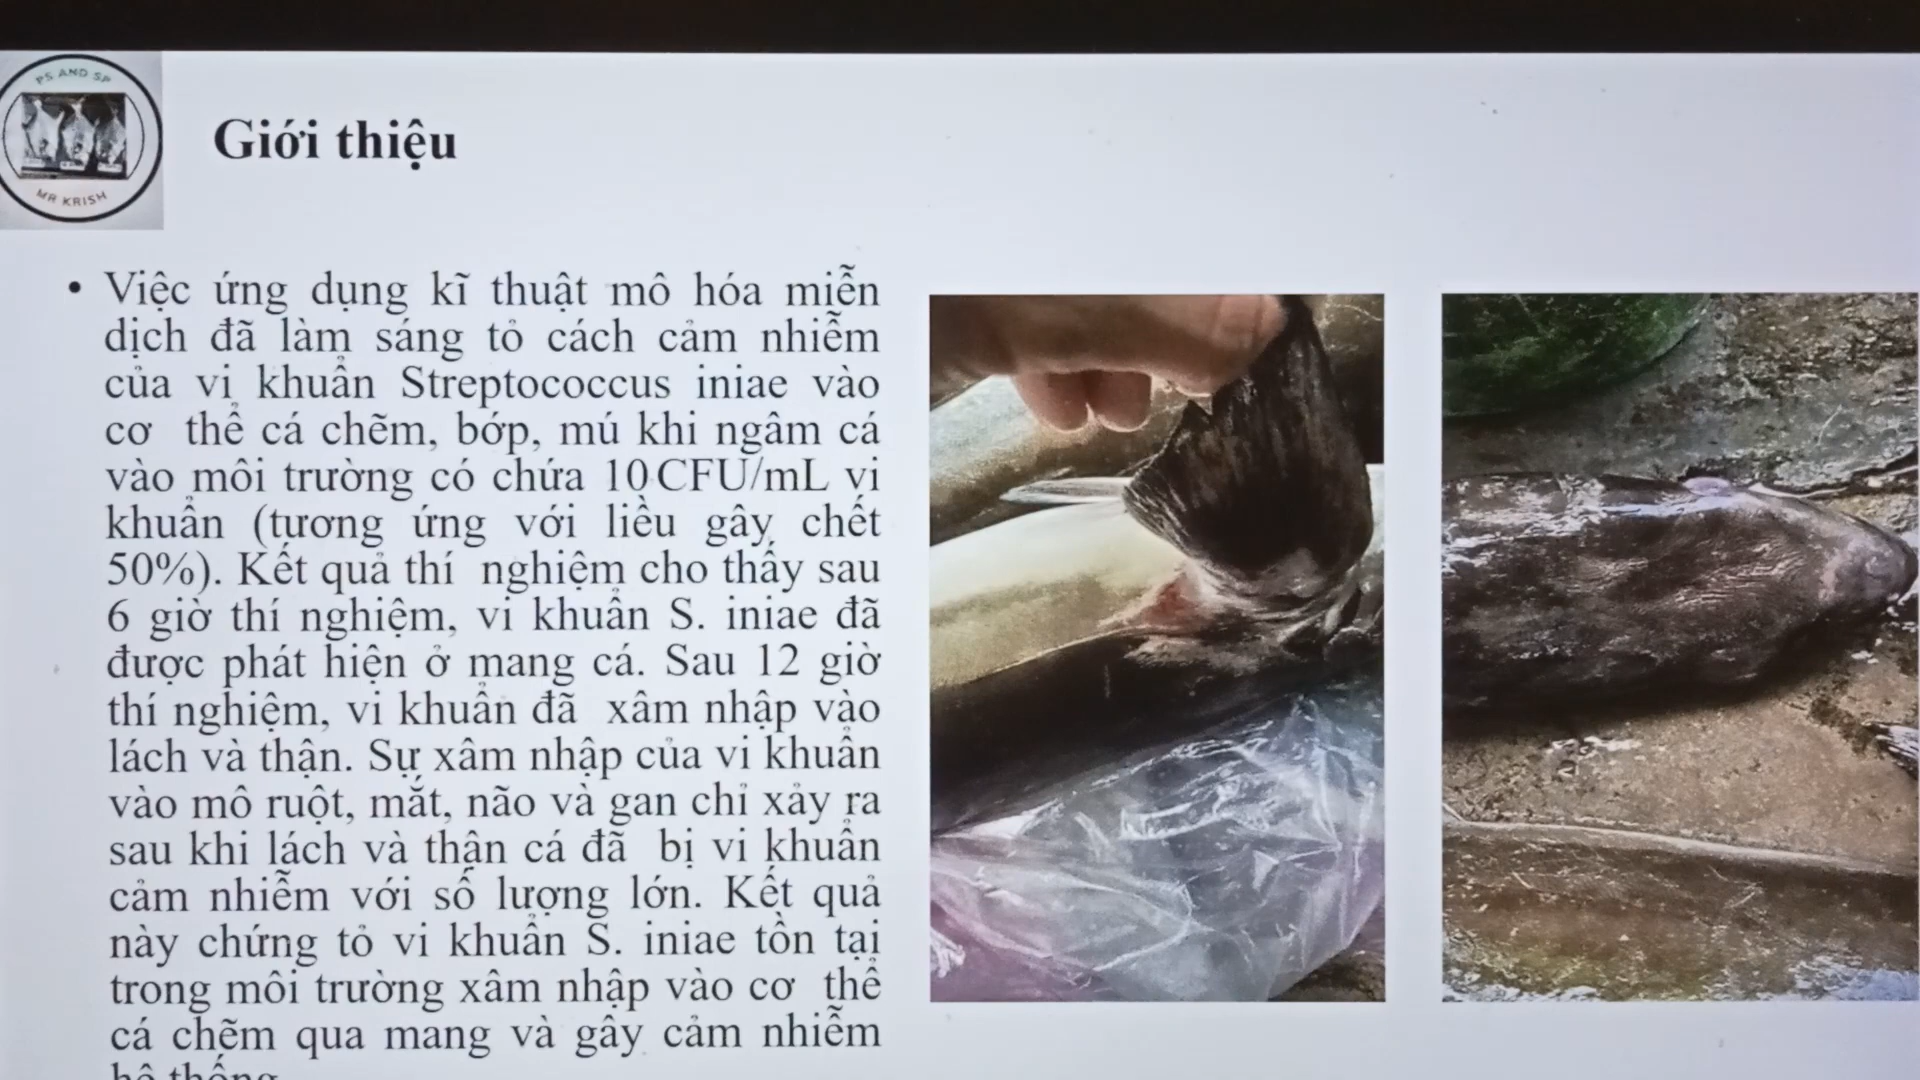 PS AND SP
MR KRISH
Giới thiệu
• Việc ứng dụng kĩ thuật mô hóa miễn
dịch đã làm sáng tỏ cách cảm nhiễm
của vi khuẩn Streptococcus iniae vào
cơ thể cá chẽm, bớp, mú khi ngâm cá
vào môi trường có chứa 10 CFU/mL vi
khuẩn (tương ứng với liều gây chết
50%). Kết quả thí nghiệm cho thấy sau
6 giờ thí nghiệm, vi khuẩn S. iniae đã
được phát hiện ở mang cá. Sau 12 giờ
thí nghiệm, vi khuẩn đã xâm nhập vào
lách và thận. Sự xâm nhập của vi khuẩn
vào mô ruột, mắt, não và gan chỉ xảy ra
sau khi lách và thận cá đã bị vi khuẩn
cảm nhiễm với số lượng lớn. Kết quả
này chứng tỏ vi khuẩn S. iniae tồn tại
trong môi trường xâm nhập vào cơ thể
cá chẽm qua mang và gây cảm nhiễm
hệ thống.